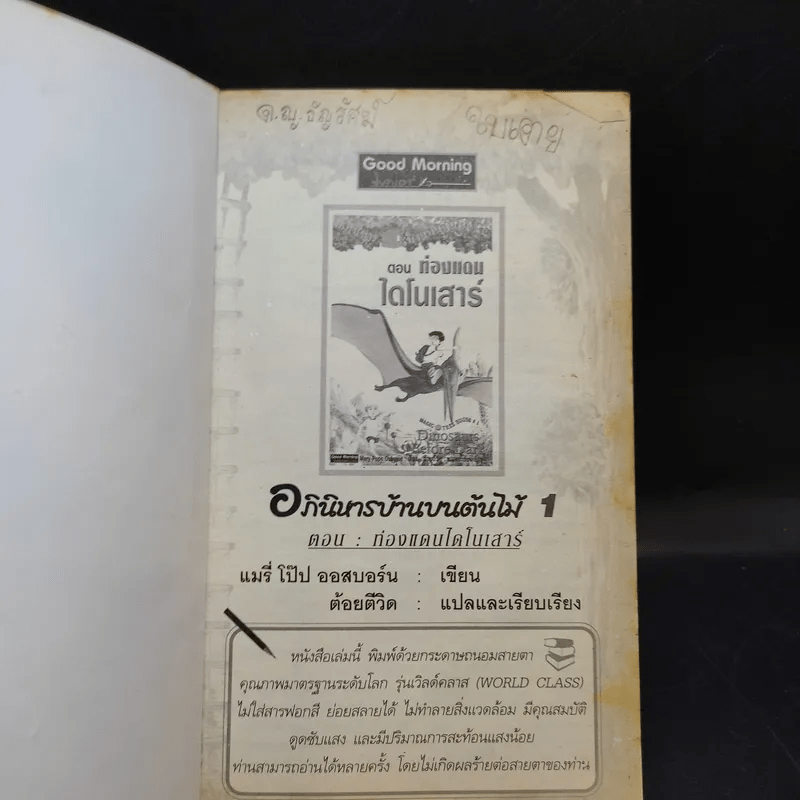 ด.ญ.ธัญรัศม์
Good Morning
ตอน ท่องแดน
ไดโนเสาร์
MAGIC TREE HOUSE # 1
Dinosaurs
Before Dark
Good Morning Mary Pope Osborne
อภินิหารบ้านบนต้นไม้ 1
ตอน : ท่องแดนไดโนเสาร์
แมรี่ โป๊ป ออสบอร์น : เขียน
ต้อยตีวิด : แปลและเรียบเรียง
หนังสือเล่มนี้ พิมพ์ด้วยกระดาษถนอมสายตา
คุณภาพมาตรฐานระดับโลก รุ่นเวิลด์คลาส (WORLD CLASS)
ไม่ใส่สารฟอกสี ย่อยสลายได้ ไม่ทำลายสิ่งแวดล้อม มีคุณสมบัติ
ดูดซับแสง และมีปริมาณการสะท้อนแสงน้อย
ท่านสามารถอ่านได้หลายครั้ง โดยไม่เกิดผลร้ายต่อสายตาของท่าน